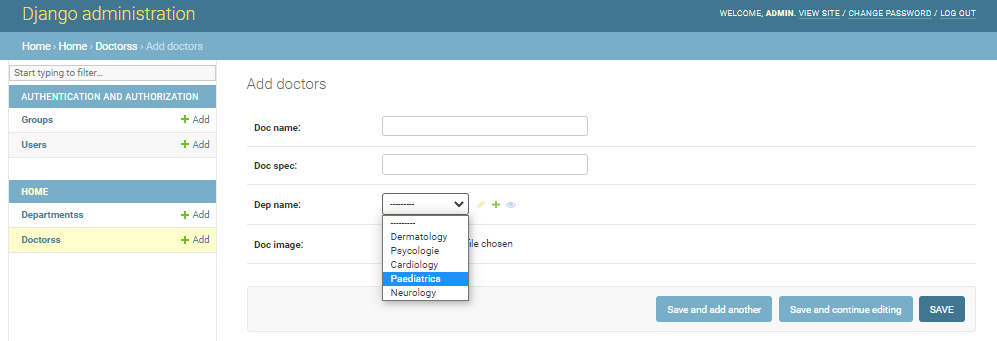 Django administration
WELCOME, ADMIN. VIEW SITE / CHANGE PASSWORD / LOG OUT
Home › Home › Doctorss › Add doctors
Start typing to filter...
AUTHENTICATION AND AUTHORIZATION
Groups + Add
Users + Add
HOME
Departmentss + Add
Doctorss + Add
Add doctors
Doc name:
Doc spec:
Dep name: ---------
---------
Dermatology
Psycologie
Cardiology
Paediatrics
Neurology
Doc image: file chosen
Save and add another
Save and continue editing
SAVE